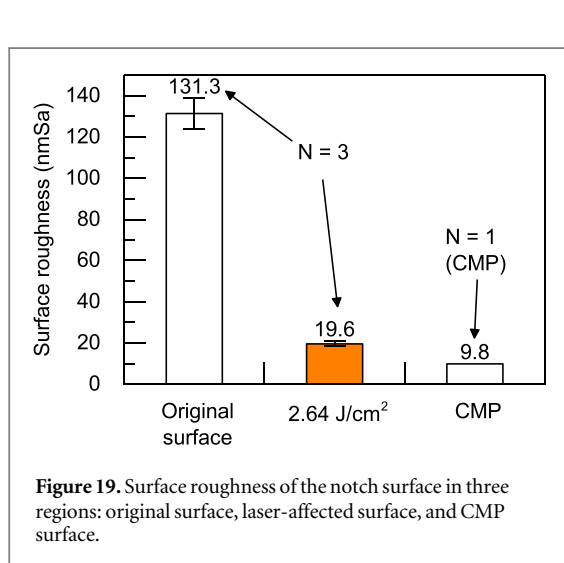 Surface roughness (nmSa)
140
120
100
80
60
40
20
0
131.3
N = 3
N = 1
(CMP)
19.6
9.8
Original
surface
2.64 J/cm²
CMP
Figure 19. Surface roughness of the notch surface in three
regions: original surface, laser-affected surface, and CMP
surface.